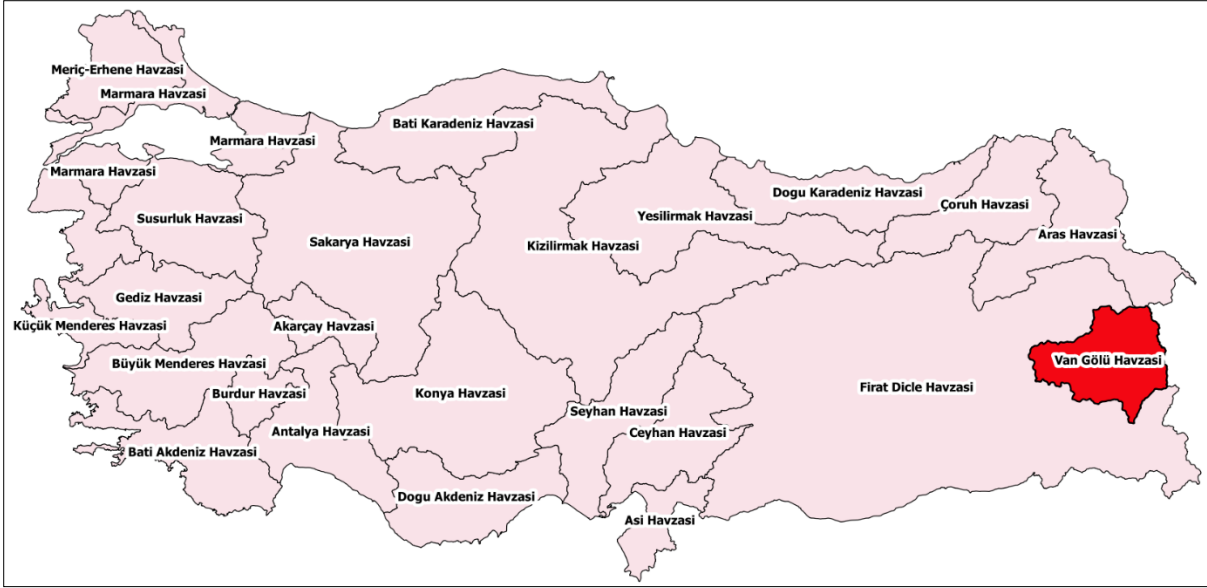 Meriç-Erhene Havzasi
Marmara Havzasi
Marmara Havzasi
Bati Karadeniz Havzasi
Marmara Havzasi
Dogu Karadeniz Havzasi
Çoruh Havzasi
Susurluk Havzasi
Yesilirmak Havzasi
Sakarya Havzasi
Kizilirmak Havzasi
Aras Havzasi
Gediz Havzasi
Küçük Menderes Havzasi
Akarçay Havzasi
Büyük Menderes Havzasi
Van Gölü Havzasi
Burdur Havzasi
Konya Havzasi
Firat Dicle Havzasi
Seyhan Havzasi
Antalya Havzasi
Ceyhan Havzasi
Bati Akdeniz Havzasi
Dogu Akdeniz Havzasi
Asi Havzasi